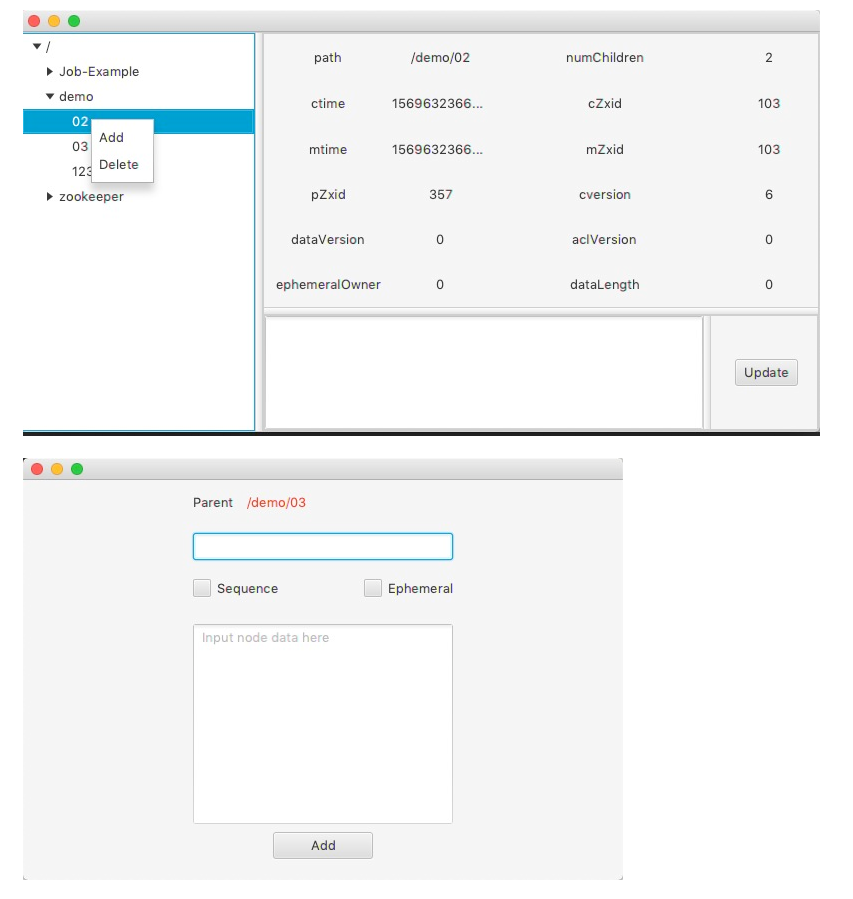 /
Job-Example
demo
02
03
123
zookeeper
Add
Delete
path /demo/02 numChildren 2
ctime 1569632366... cZxid 103
mtime 1569632366... mZxid 103
pZxid 357 cversion 6
dataVersion 0 aclVersion 0
ephemeralOwner 0 dataLength 0
Update
Parent /demo/03
Sequence Ephemeral
Input node data here
Add